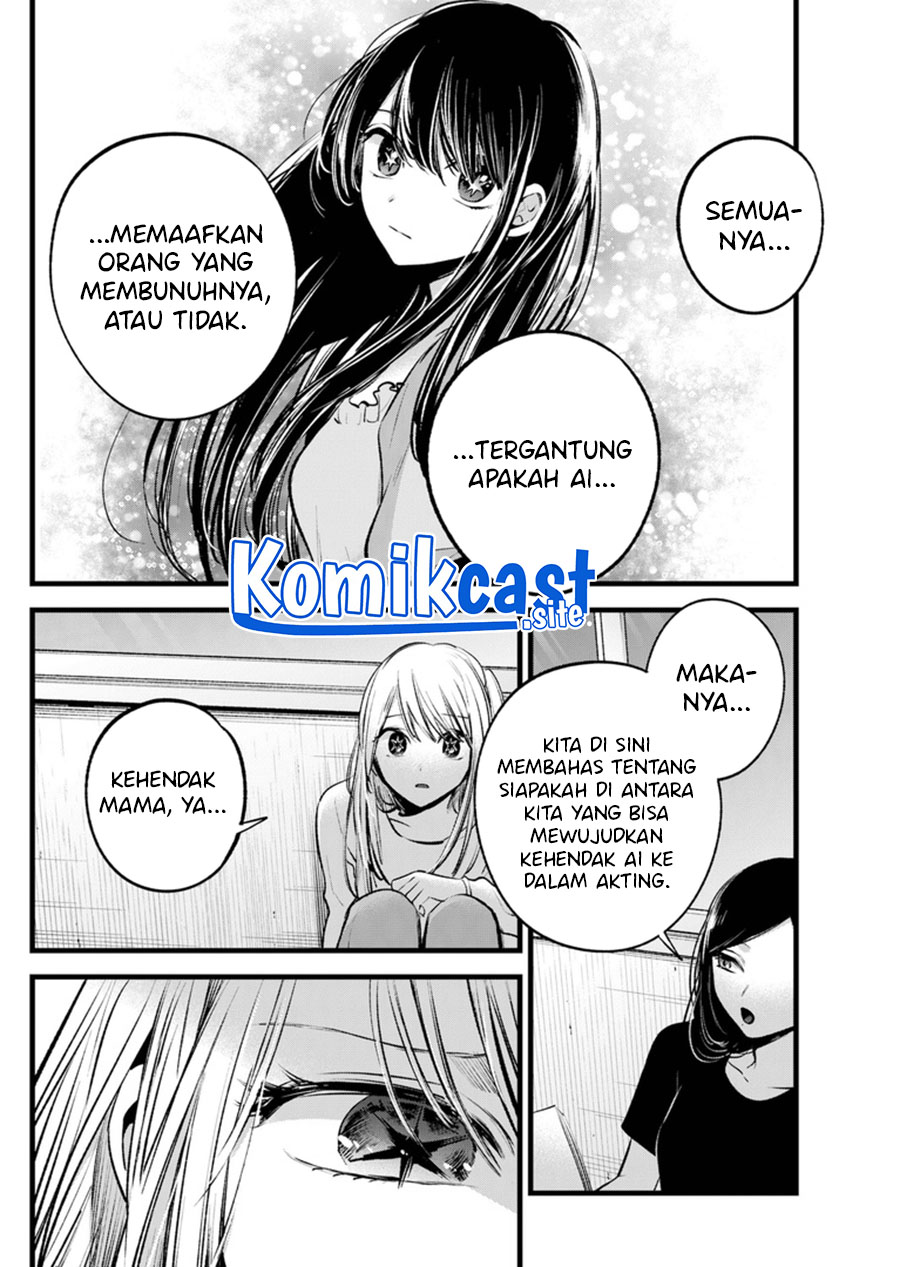 SEMUA-
NYA...
...TERGANTUNG
APAKAH AI...
...MEMAAFKAN
ORANG YANG
MEMBUNUHNYA,
ATAU TIDAK.
Komikcast
.site
MAKA-
NYA...
KITA DI SINI
MEMBAHAS TENTANG
SIAPAKAH DI ANTARA
KITA YANG BISA
MEWUJUDKAN
KEHENDAK AI KE
DALAM AKTING.
KEHENDAK
MAMA, YA...